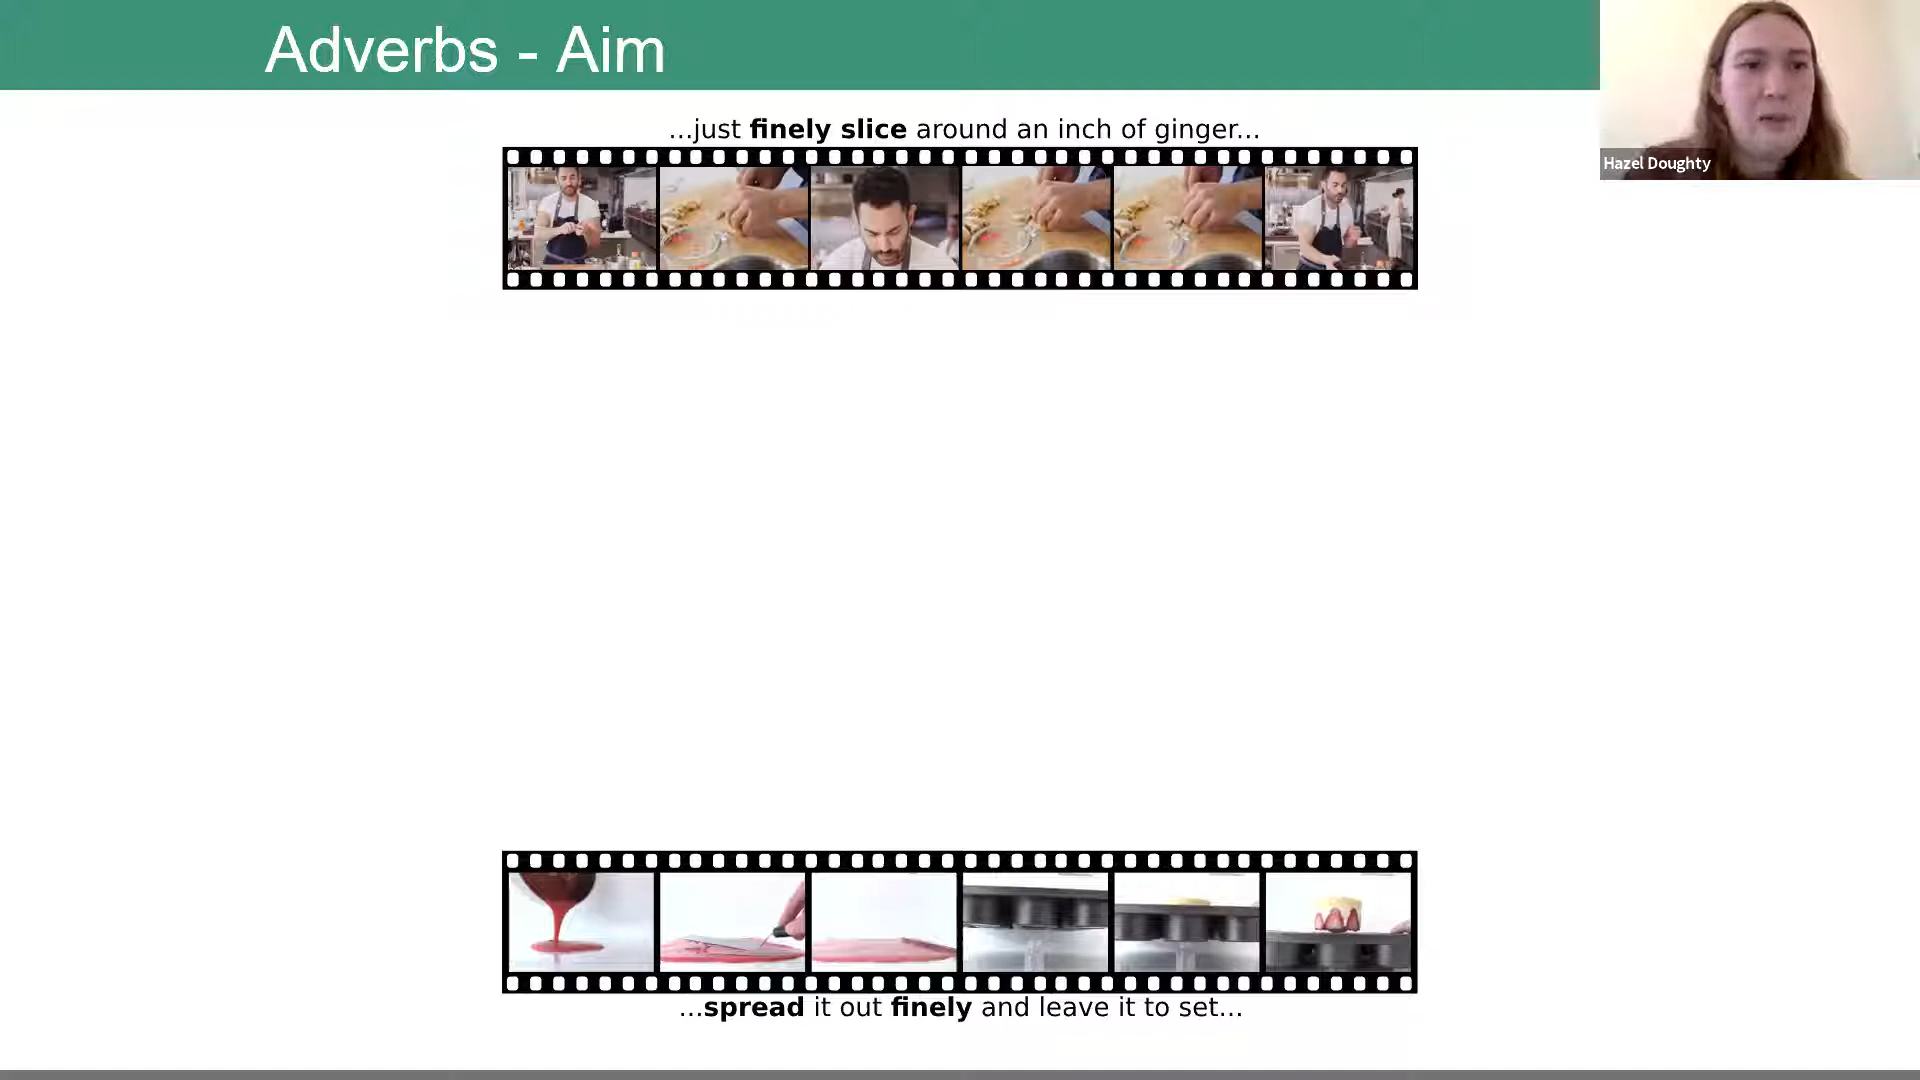 Adverbs - Aim
Hazel Doughty
...just finely slice around an inch of ginger...
...spread it out finely and leave it to set...